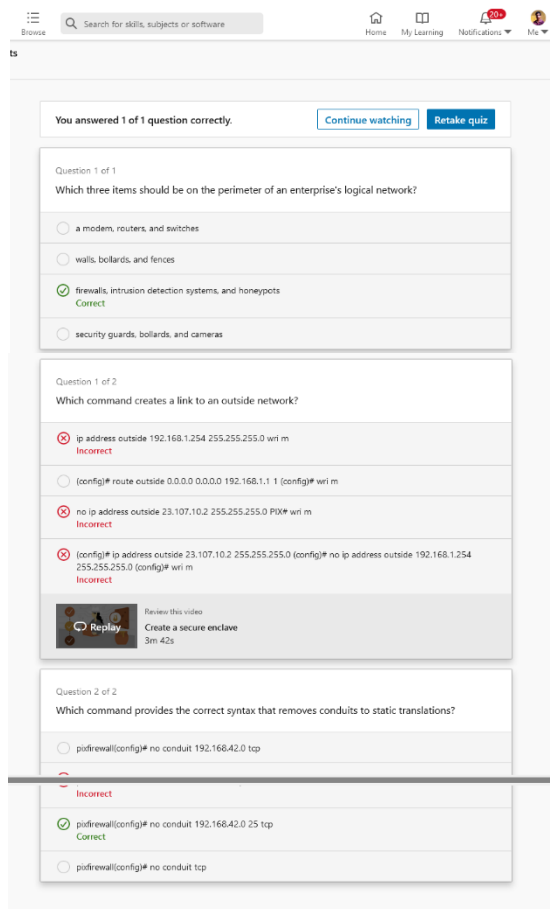 Browse
Search for skills, subjects or software
Home
My Learning
20+
Notifications
Me
ts
You answered 1 of 1 question correctly.
Continue watching
Retake quiz
Question 1 of 1
Which three items should be on the perimeter of an enterprise's logical network?
a modem, routers, and switches
walls, bollards, and fences
firewalls, intrusion detection systems, and honeypots
Correct
security guards, bollards, and cameras
Question 1 of 2
Which command creates a link to an outside network?
ip address outside 192.168.1.254 255.255.255.0 wri m
Incorrect
(config)# route outside 0.0.0.0 0.0.0.0 192.168.1.1 1 (config)# wri m
no ip address outside 23.107.10.2 255.255.255.0 PIX# wri m
Incorrect
(config)# ip address outside 23.107.10.2 255.255.255.0 (config)# no ip address outside 192.168.1.254
255.255.255.0 (config)# wri m
Incorrect
Replay
Review this video
Create a secure enclave
3m 42s
Question 2 of 2
Which command provides the correct syntax that removes conduits to static translations?
pixfirewall(config)# no conduit 192.168.42.0 tcp
Incorrect
pixfirewall(config)# no conduit 192.168.42.0 25 tcp
Correct
pixfirewall(config)# no conduit tcp